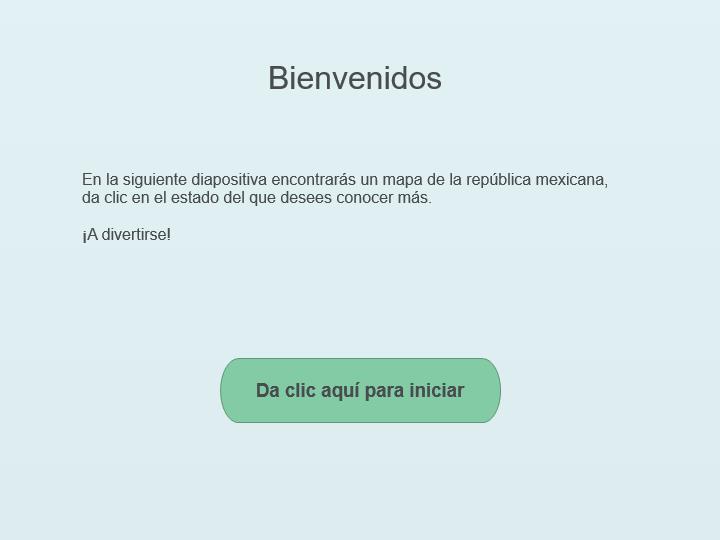 Bienvenidos
En la siguiente diapositiva encontrarás un mapa de la república mexicana,
da clic en el estado del que desees conocer más.
¡A divertirse!
Da clic aquí para iniciar